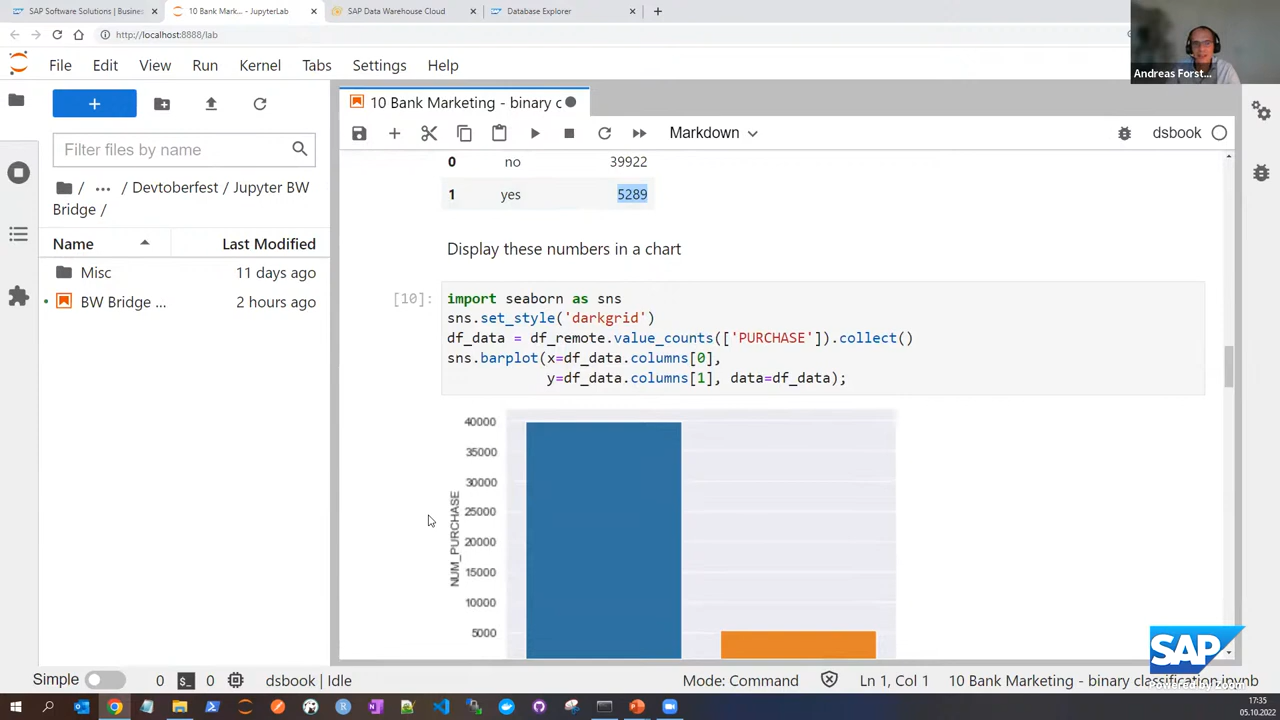 SAP Software Solutions | Busine
10 Bank Mark... - JupyterLab
SAP Data Warehouse Cloud
Database Explorer
http://localhost:8888/lab
Andreas Forst...
File Edit View Run Kernel Tabs Settings Help
10 Bank Marketing - binary c
Filter files by name
Markdown
dsbook
/ ... / Devtoberfest / Jupyter BW
Bridge /
Name Last Modified
Misc 11 days ago
BW Bridge ... 2 hours ago
0 no 39922
1 yes 5289
Display these numbers in a chart
[10]:
import seaborn as sns
sns.set_style('darkgrid')
df_data = df_remote.value_counts(['PURCHASE']).collect()
sns.barplot(x=df_data.columns[0],
y=df_data.columns[1], data=df_data);
40000
35000
30000
25000
20000
15000
10000
5000
NUM_PURCHASE
SAP
Powered by Zoom
Simple 0 0 dsbook | Idle Mode: Command Ln 1, Col 1 10 Bank Marketing - binary classification.ipynb
17:35
05.10.2022